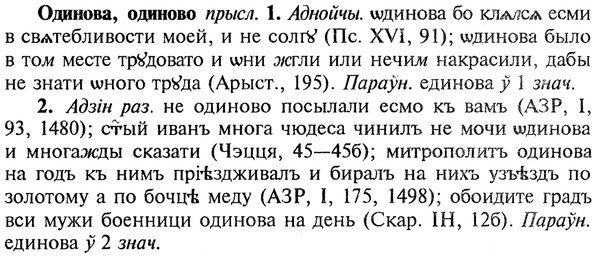 Одинова, одиново прысл. 1. Аднойчы. ѡдинова бо клѧлсѧ есми
в свѧтебливости моей, и не солгꙋ (Пс. XVI, 91); ѡдинова было
в том месте трꙋдовато и ѡни жгли или нечим накрасили, дабы
не знати ѡного трꙋда (Арыст., 195). Параўн. единова ў 1 знач.
2. Адзін раз. не одиново посылали есмо къ вамъ (АЗР, I,
93, 1480); ст҃ый иванъ многа чюдеса чинилъ не мочи ѡдинова
и многажды сказати (Чэцця, 45—45б); митрополитъ одинова
на годъ къ нимъ пріѣздживалъ и биралъ на нихъ узъѣздъ по
золотому а по бочцѣ меду (АЗР, I, 175, 1498); обоидите градъ
вси мужи боенници одинова на день (Скар. ІН, 12б). Параўн.
единова ў 2 знач.